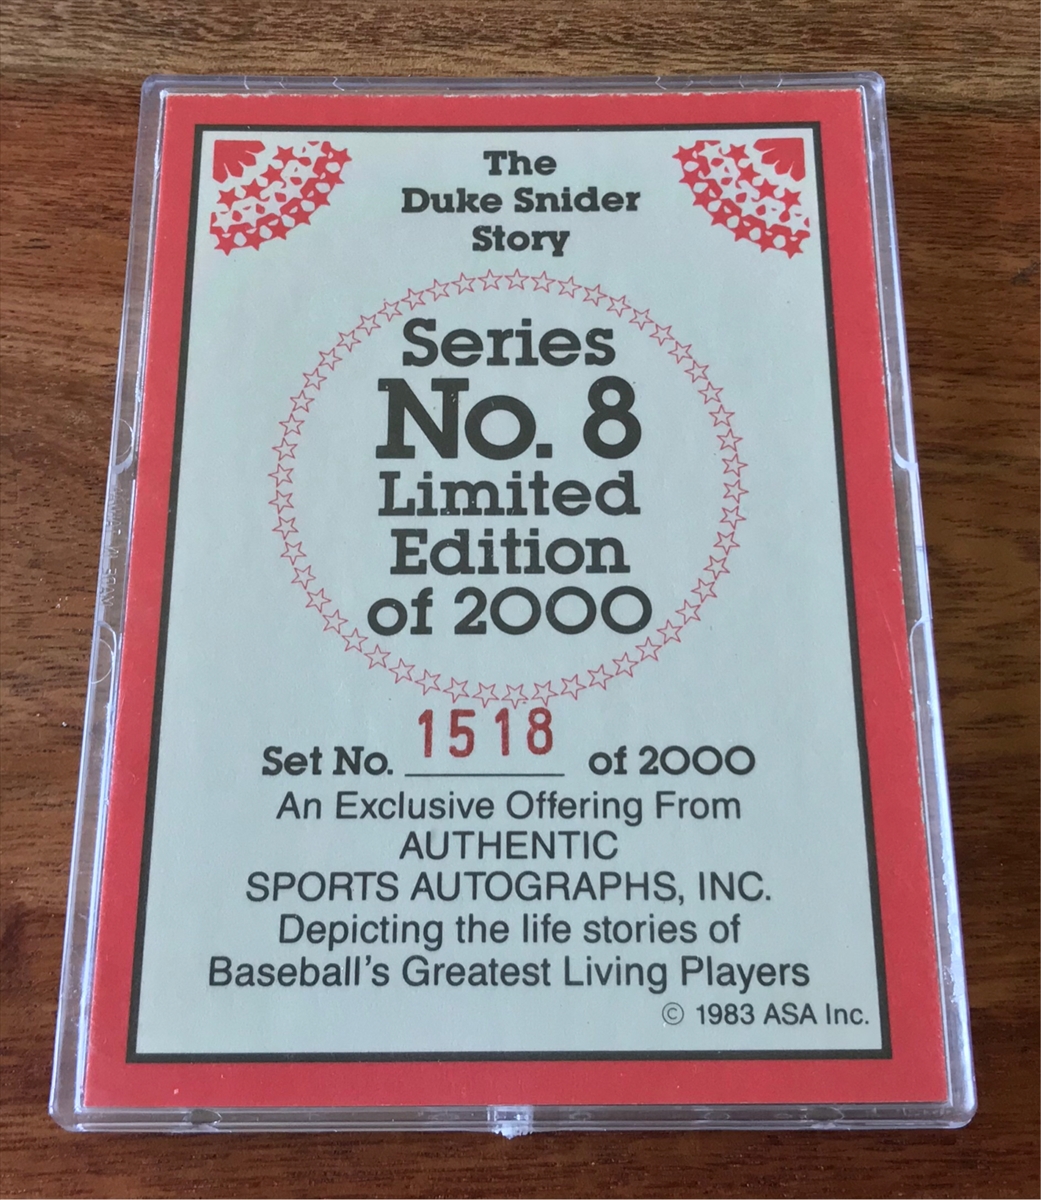 The
Duke Snider
Story
Series
No. 8
Limited
Edition
of 2000
Set No. 1518 of 2000
An Exclusive Offering From
AUTHENTIC
SPORTS AUTOGRAPHS, INC.
Depicting the life stories of
Baseball's Greatest Living Players
© 1983 ASA Inc.